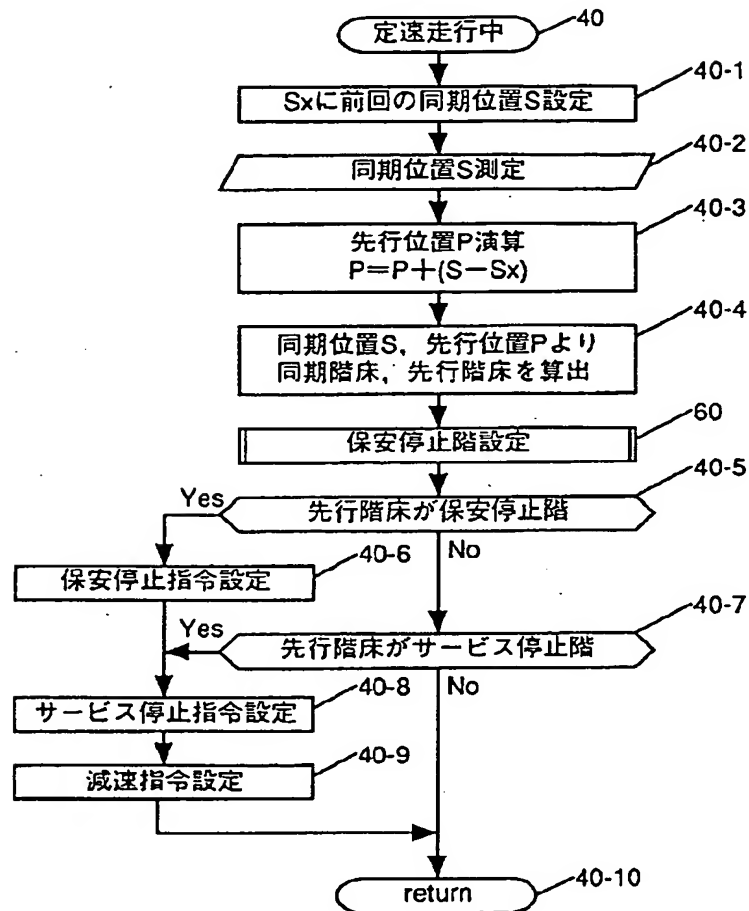 定速走行中
40
40-1
Sxに前回の同期位置S設定
40-2
同期位置S測定
40-3
先行位置P演算
P=P+(S-Sx)
40-4
同期位置S，先行位置Pより
同期階床，先行階床を算出
60
保安停止階設定
40-5
Yes
先行階床が保安停止階
No
40-6
保安停止指令設定
40-7
Yes
先行階床がサービス停止階
No
40-8
サービス停止指令設定
40-9
減速指令設定
return
40-10